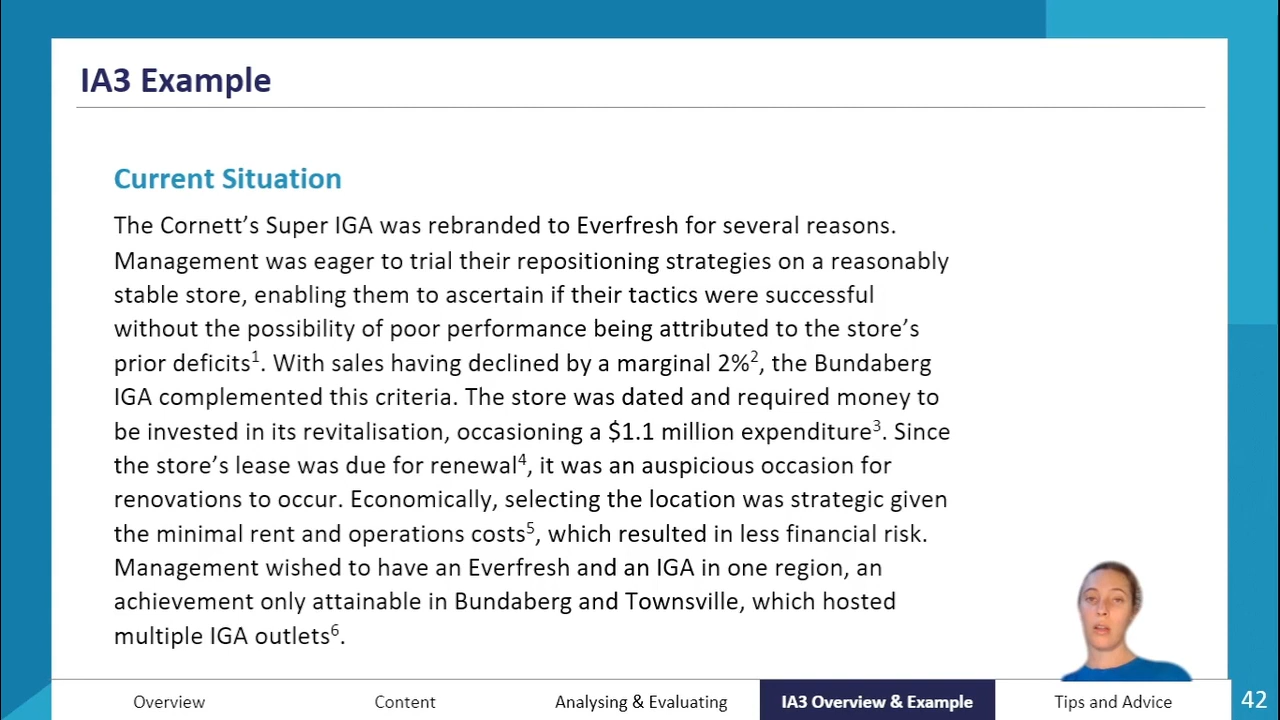 IA3 Example
Current Situation
The Cornett’s Super IGA was rebranded to Everfresh for several reasons.
Management was eager to trial their repositioning strategies on a reasonably
stable store, enabling them to ascertain if their tactics were successful
without the possibility of poor performance being attributed to the store’s
prior deficits¹. With sales having declined by a marginal 2%², the Bundaberg
IGA complemented this criteria. The store was dated and required money to
be invested in its revitalisation, occasioning a $1.1 million expenditure³. Since
the store’s lease was due for renewal⁴, it was an auspicious occasion for
renovations to occur. Economically, selecting the location was strategic given
the minimal rent and operations costs⁵, which resulted in less financial risk.
Management wished to have an Everfresh and an IGA in one region, an
achievement only attainable in Bundaberg and Townsville, which hosted
multiple IGA outlets⁶.
Overview Content Analysing & Evaluating IA3 Overview & Example Tips and Advice 42